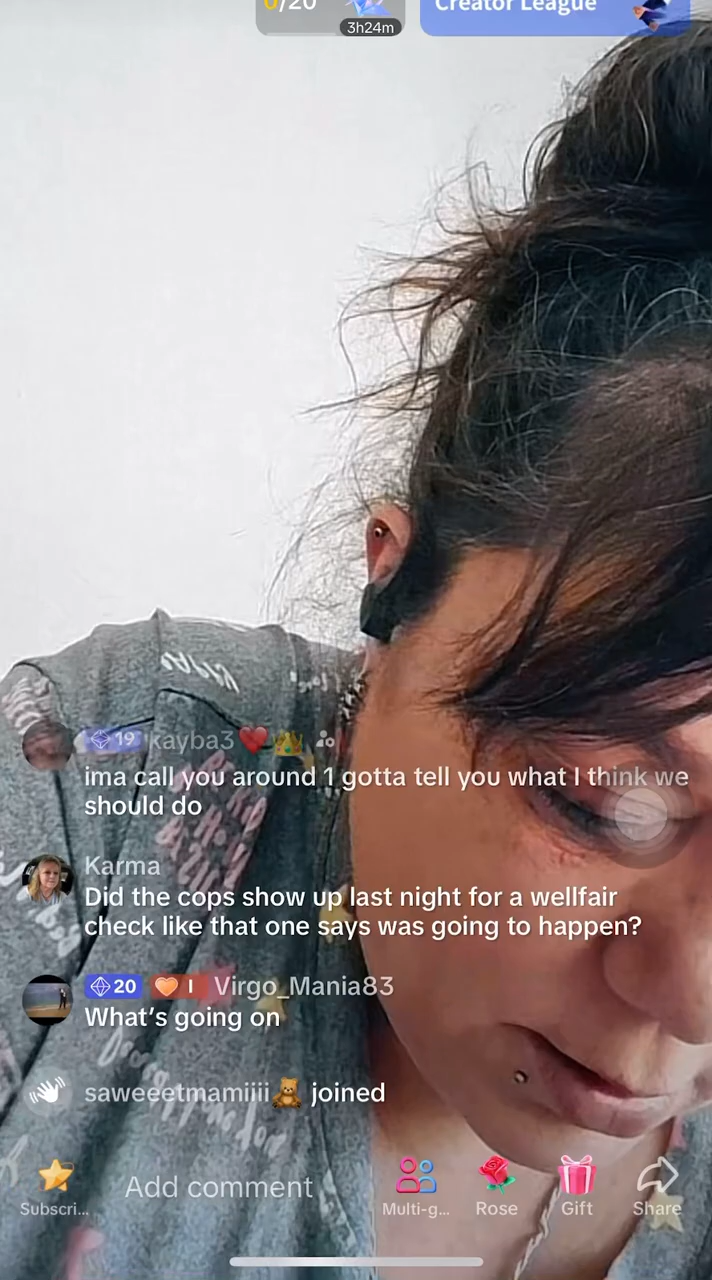 0/20
3h24m
Creator League
19 kayba3❤️👑
ima call you around 1 gotta tell you what I think we
should do
Karma
Did the cops show up last night for a wellfair
check like that one says was going to happen?
20 I Virgo_Mania83
What's going on
saweeetmamiiii🧸 joined
Add comment
Subscri... Multi-g... Rose Gift Share